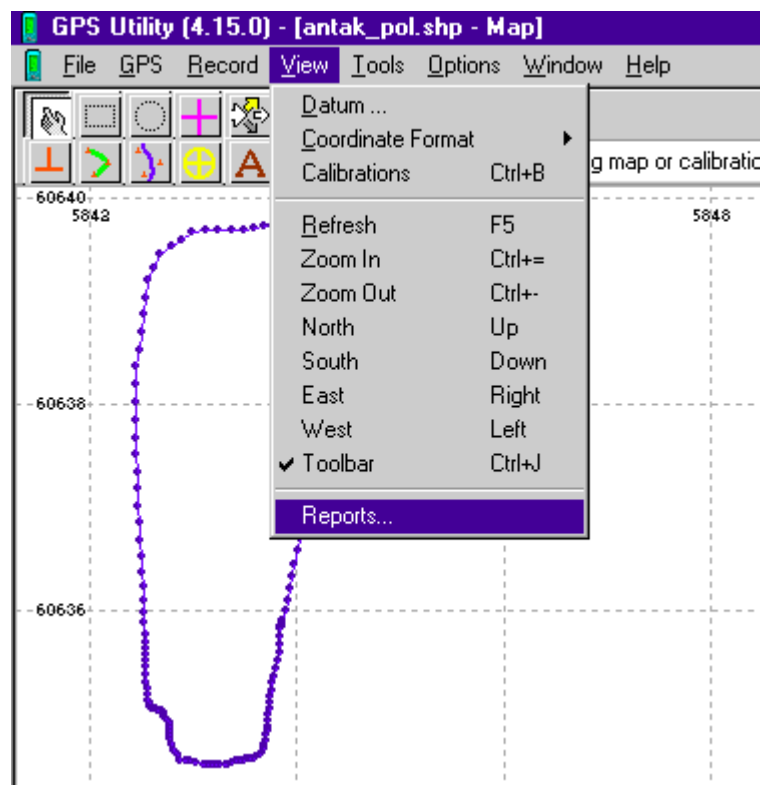 GPS Utility (4.15.0) - [antak_pol.shp - Map]
File GPS Record View Tools Options Window Help
Datum ...
Coordinate Format
Calibrations Ctrl+B
g map or calibratio
A
60640
5842
5848
Refresh F5
Zoom In Ctrl+=
Zoom Out Ctrl+-
North Up
South Down
East Right
West Left
Toolbar Ctrl+J
Reports...
60638
60636